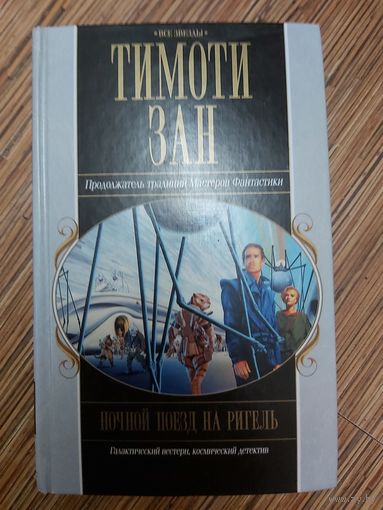 • ВСЕ ЗВЕЗДЫ •
ТИМОТИ
ЗАН
Продолжатель традиций Мастеров Фантастики
НОЧНОЙ ПОЕЗД НА РИГЕЛЬ
Галактический вестерн, космический детектив